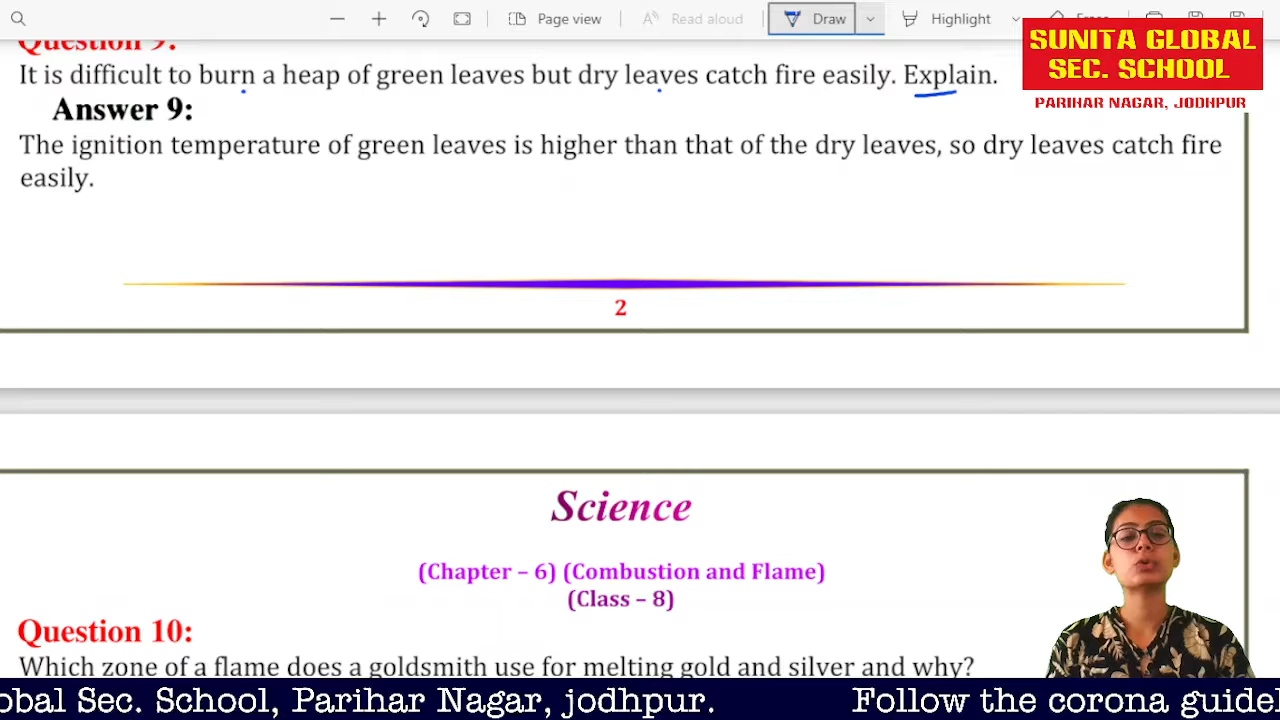 Page view
Read aloud
Draw
Highlight
Erase
SUNITA GLOBAL
SEC. SCHOOL
PARIHAR NAGAR, JODHPUR
Question 9:
It is difficult to burn a heap of green leaves but dry leaves catch fire easily. Explain.
Answer 9:
The ignition temperature of green leaves is higher than that of the dry leaves, so dry leaves catch fire
easily.
2
Science
(Chapter – 6) (Combustion and Flame)
(Class – 8)
Question 10:
Which zone of a flame does a goldsmith use for melting gold and silver and why?
obal Sec. School, Parihar Nagar, jodhpur. Follow the corona guidel